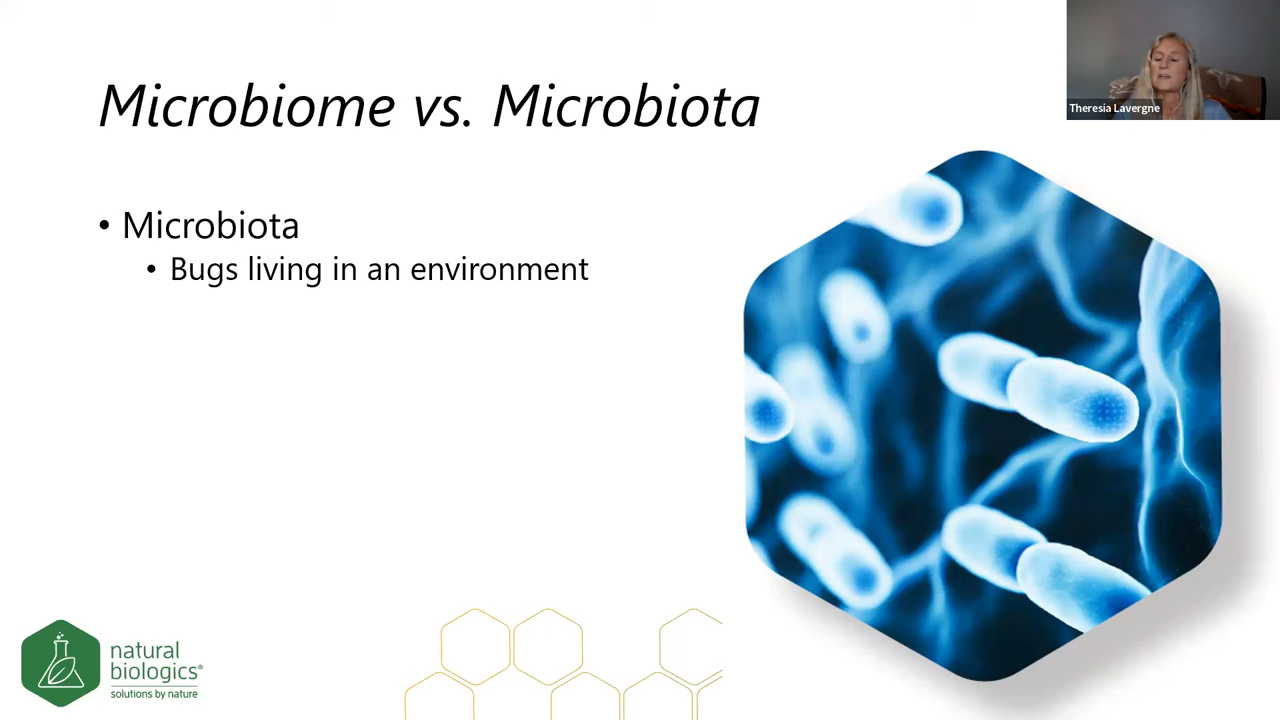 Microbiome vs. Microbiota
Theresia Lavergne
• Microbiota
• Bugs living in an environment
natural
biologics®
solutions by nature